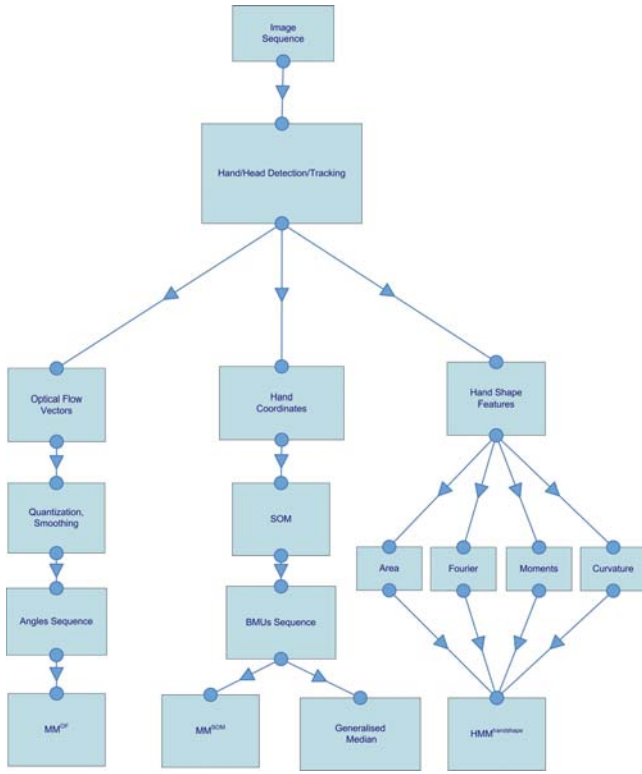 Image
Sequence
Hand/Head Detection/Tracking
Optical Flow
Vectors
Hand
Coordinates
Hand Shape
Features
Quantization,
Smoothing
SOM
Area
Fourier
Moments
Curvature
Angles Sequence
BMUs Sequence
MM^OF
MM^SOM
Generalised
Median
HMM^handshape